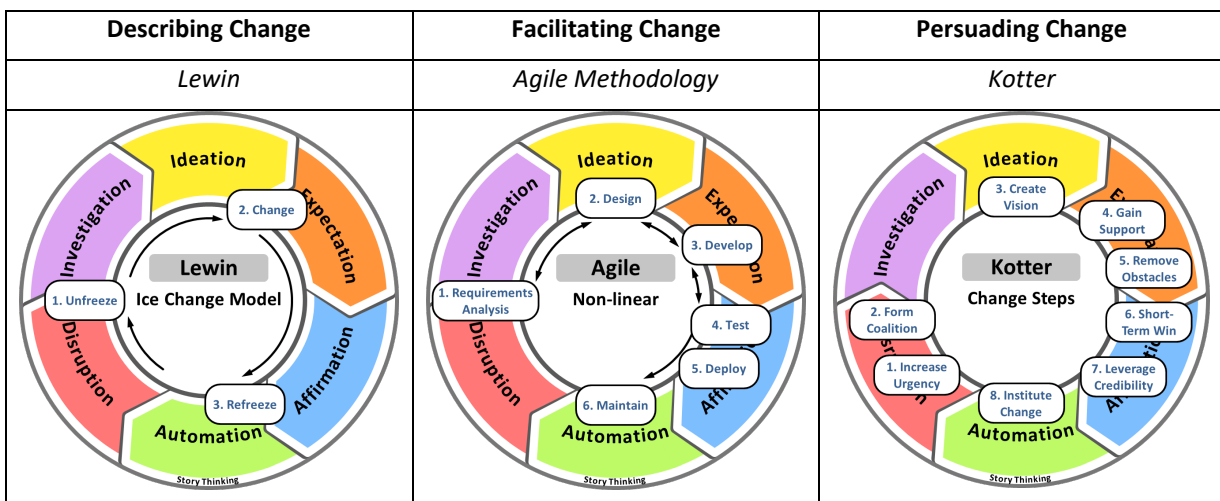 Describing Change
Facilitating Change
Persuading Change
Lewin
Agile Methodology
Kotter
Ideation
Expectation
Affirmation
Automation
Disruption
Investigation
1. Unfreeze
2. Change
3. Refreeze
Lewin
Ice Change Model
Story Thinking
Ideation
Automation
Disruption
Investigation
1. Requirements
Analysis
2. Design
3. Develop
4. Test
5. Deploy
6. Maintain
Agile
Non-linear
Story Thinking
Ideation
Automation
Investigation
1. Increase
Urgency
2. Form
Coalition
3. Create
Vision
4. Gain
Support
5. Remove
Obstacles
6. Short-
Term Win
7. Leverage
Credibility
8. Institute
Change
Kotter
Change Steps
Story Thinking